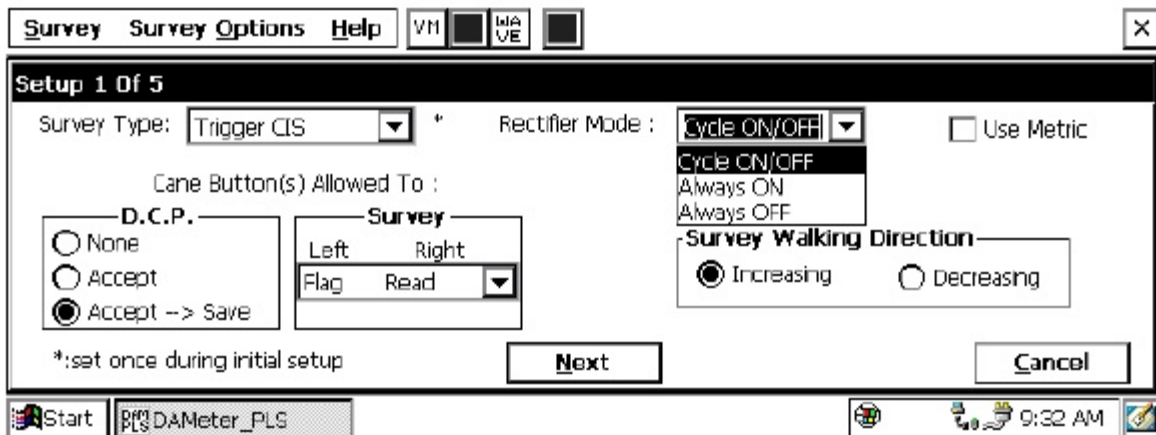 Survey Survey Options Help VM WAVE
Setup 1 Of 5
Survey Type: Trigger CIS * Rectifier Mode : Cycle ON/OFF Use Metric
Cycle ON/OFF
Always ON
Always OFF
Cane Button(s) Allowed To :
D.C.P.
None
Accept
Accept --> Save
Survey
Left Right
Flag Read
Survey Walking Direction
Increasing Decreasing
*:set once during initial setup Next Cancel
Start DAMeter_PLS 9:32 AM